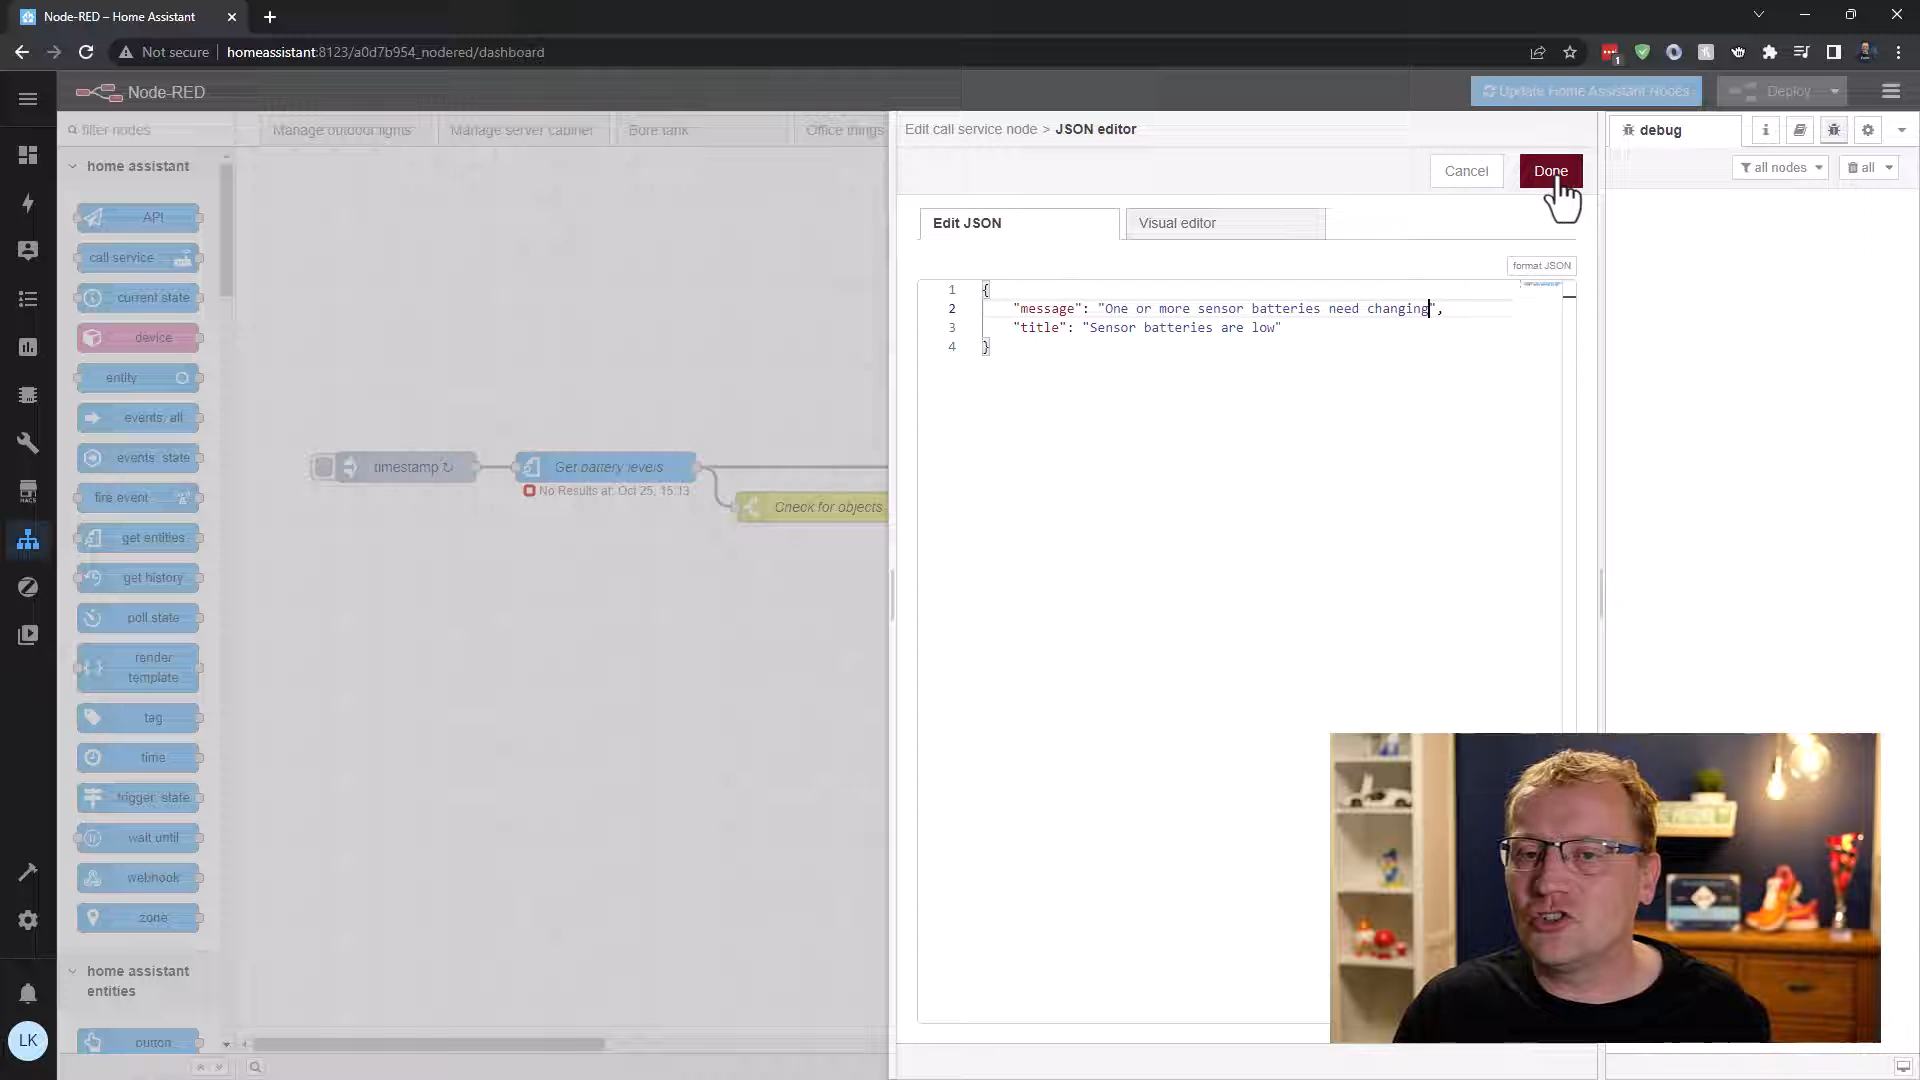 Node-RED – Home Assistant
Not secure
homeassistant:8123/a0d7b954_nodered/dashboard
1
Node-RED
Update Home Assistant Nodes
Deploy
filter nodes
Manage outdoor lights
Manage server cabinet
Bore tank
Office things
Edit call service node > JSON editor
debug
home assistant
Cancel
Done
all nodes
all
API
Edit JSON
Visual editor
call service
format JSON
current state
1 {
2 "message": "One or more sensor batteries need changing",
3 "title": "Sensor batteries are low"
4 }
device
entity
events: all
events: state
timestamp ↻
Get battery levels
No Results at: Oct 25, 15:13
fire event
Check for objects
get entities
get history
poll state
render
template
tag
time
trigger: state
wait until
webhook
zone
home assistant
entities
button
HACS
LK